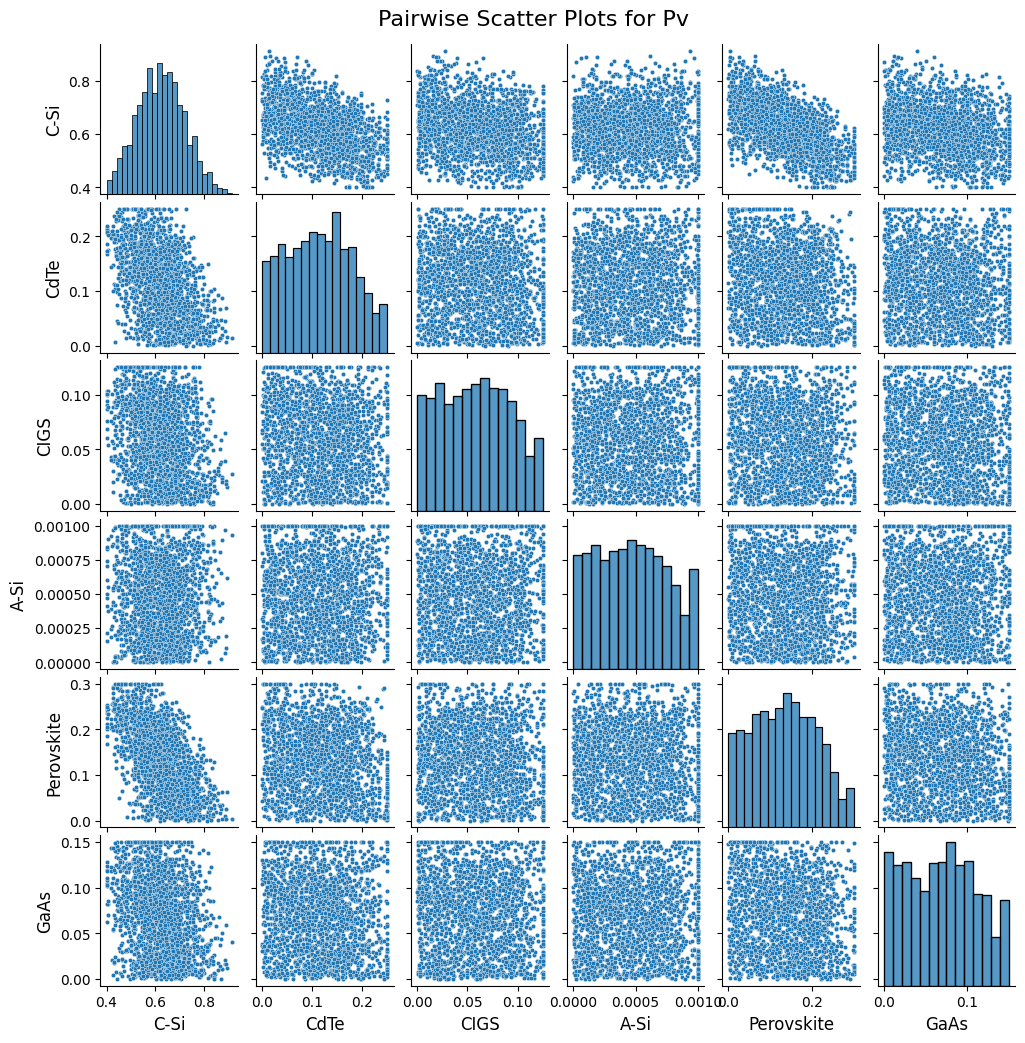 Pairwise Scatter Plots for Pv
C-Si
0.8
0.6
0.4
CdTe
0.2
0.1
0.0
CIGS
0.10
0.05
0.00
A-Si
0.00100
0.00075
0.00050
0.00025
0.00000
Perovskite
0.3
0.2
0.1
0.0
GaAs
0.15
0.10
0.05
0.00
0.4 0.6 0.8 0.0 0.1 0.2 0.00 0.05 0.10 0.0000 0.0005 0.0010 0.0 0.2 0.0 0.1
C-Si CdTe CIGS A-Si Perovskite GaAs